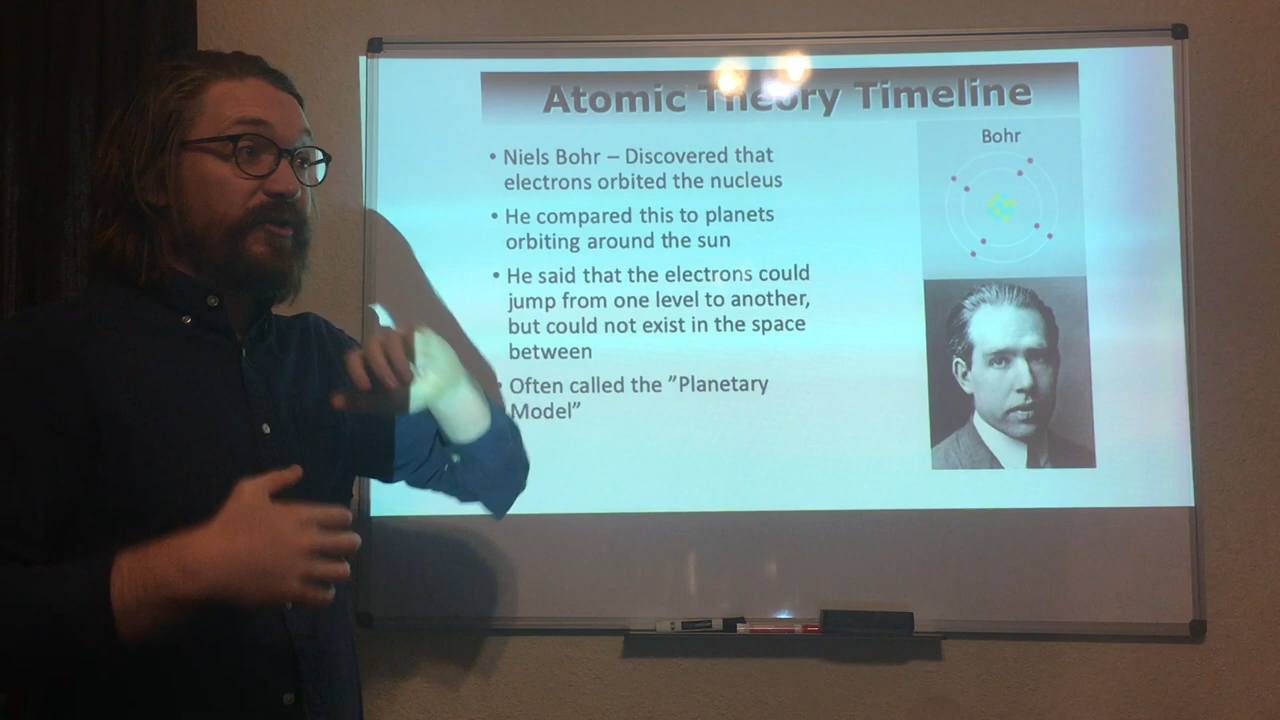 Atomic Theory Timeline
Bohr
• Niels Bohr – Discovered that
electrons orbited the nucleus
• He compared this to planets
orbiting around the sun
• He said that the electrons could
jump from one level to another,
but could not exist in the space
between
• Often called the ”Planetary
Model”